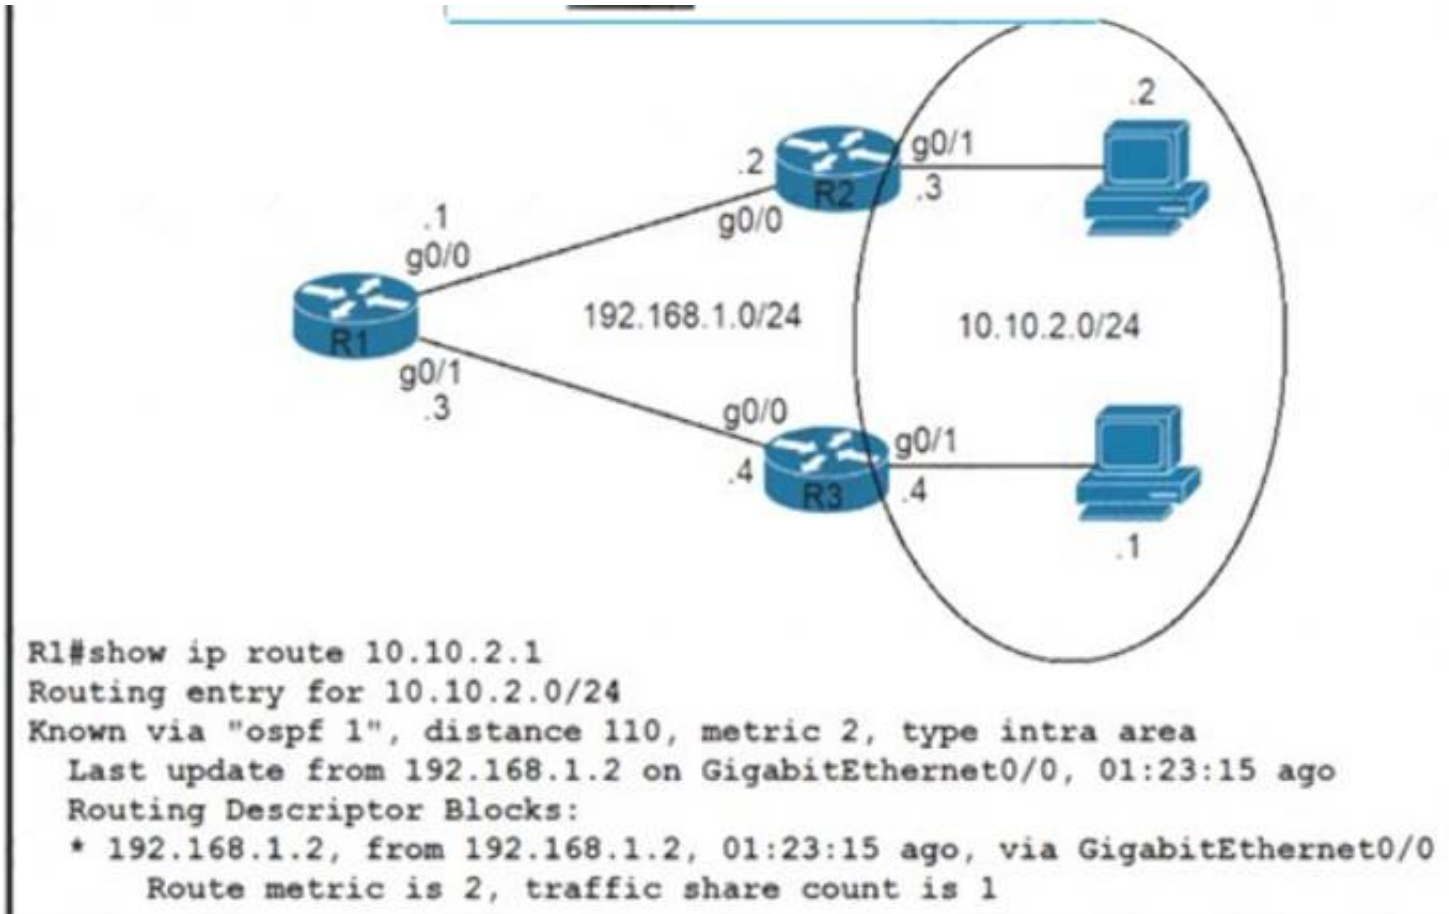 .2
g0/1
.2
R2
.3
.1
g0/0
g0/0
192.168.1.0/24
10.10.2.0/24
R1
g0/1
.3
g0/0
g0/1
.4
R3
.4
.1
R1#show ip route 10.10.2.1
Routing entry for 10.10.2.0/24
Known via "ospf 1", distance 110, metric 2, type intra area
Last update from 192.168.1.2 on GigabitEthernet0/0, 01:23:15 ago
Routing Descriptor Blocks:
* 192.168.1.2, from 192.168.1.2, 01:23:15 ago, via GigabitEthernet0/0
Route metric is 2, traffic share count is 1